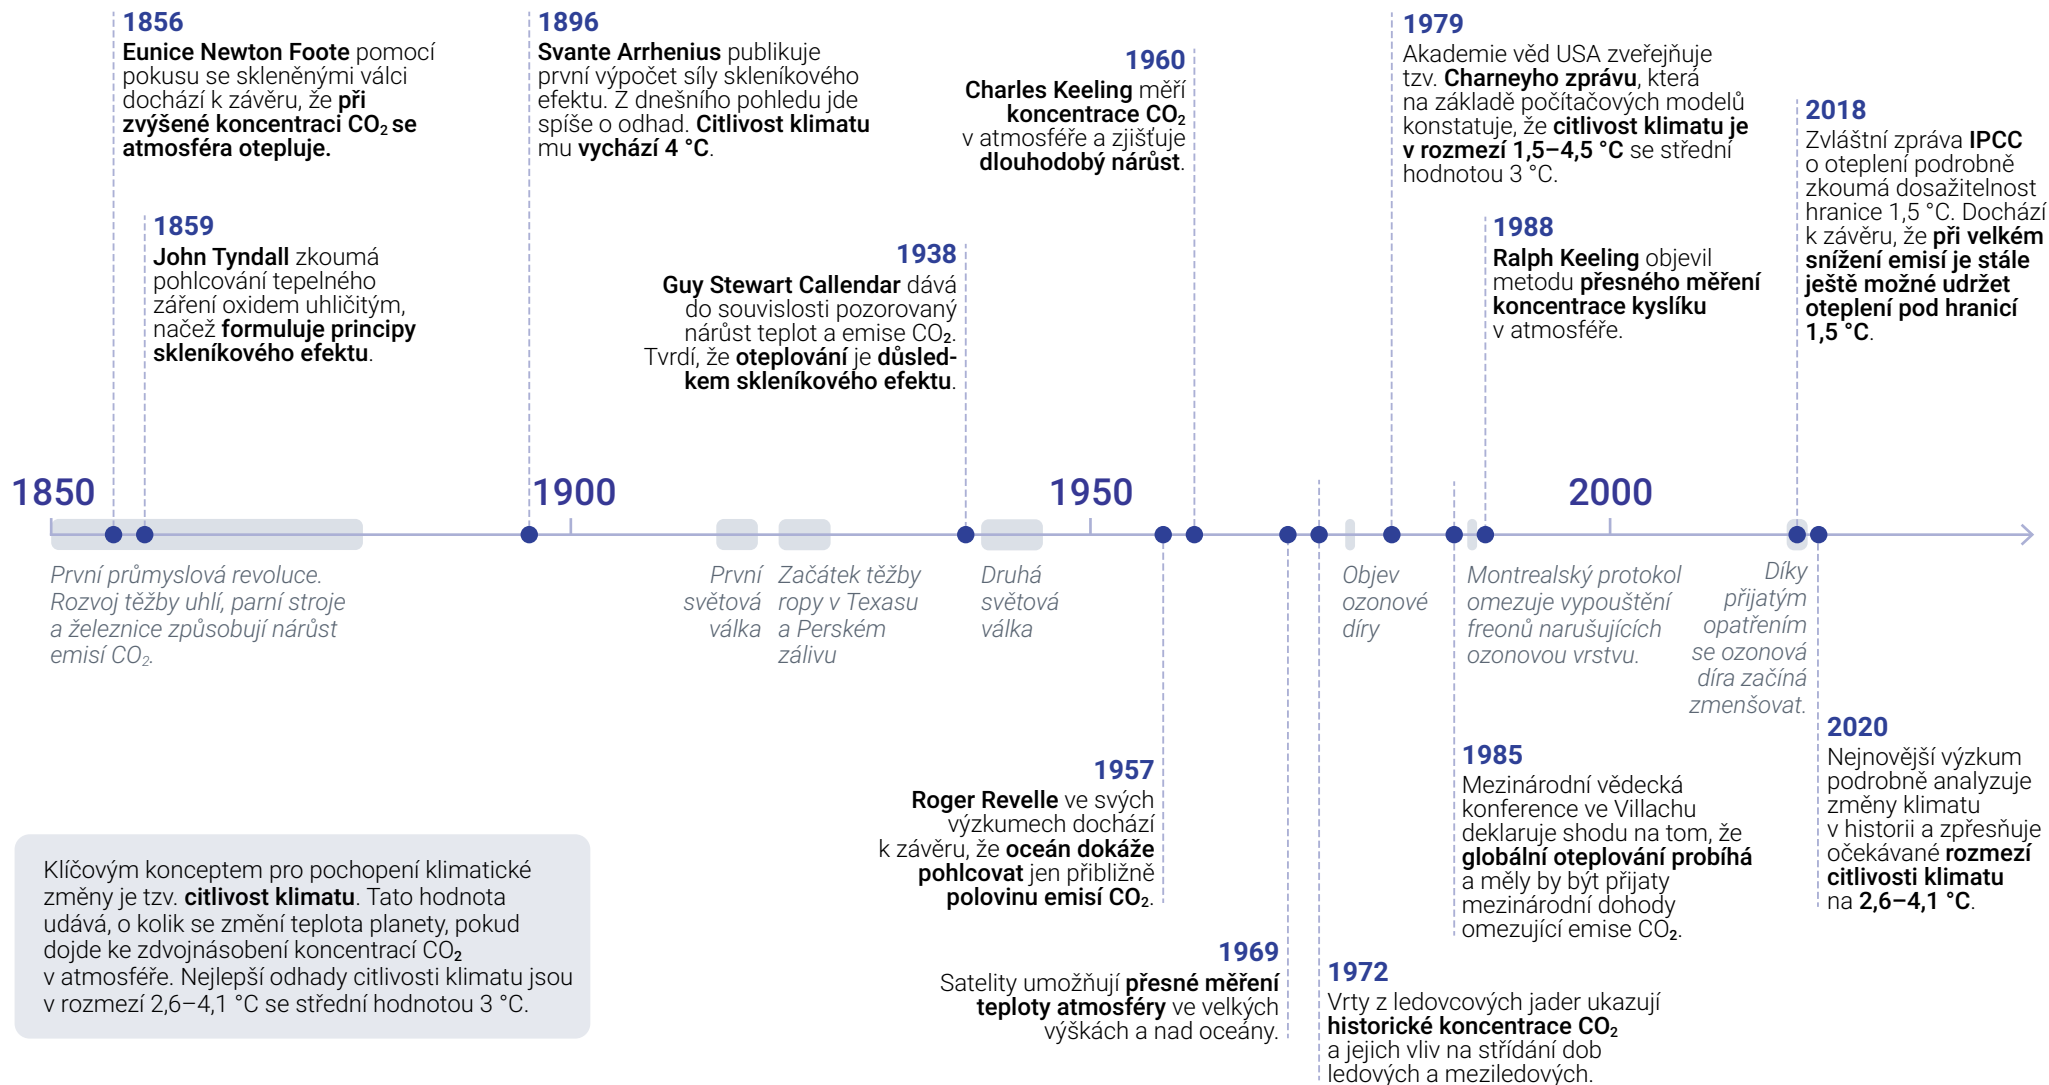 1856
Eunice Newton Foote pomocí
pokusu se skleněnými válci
dochází k závěru, že při
zvýšené koncentraci CO₂ se
atmosféra otepluje.
1859
John Tyndall zkoumá
pohlcování tepelného
záření oxidem uhličitým,
načež formuluje principy
skleníkového efektu.
1896
Svante Arrhenius publikuje
první výpočet síly skleníkového
efektu. Z dnešního pohledu jde
spíše o odhad. Citlivost klimatu
mu vychází 4 °C.
1938
Guy Stewart Callendar dává
do souvislosti pozorovaný
nárůst teplot a emise CO₂.
Tvrdí, že oteplování je důsled-
kem skleníkového efektu.
1960
Charles Keeling měří
koncentrace CO₂
v atmosféře a zjišťuje
dlouhodobý nárůst.
1979
Akademie věd USA zveřejňuje
tzv. Charneyho zprávu, která
na základě počítačových modelů
konstatuje, že citlivost klimatu je
v rozmezí 1,5–4,5 °C se střední
hodnotou 3 °C.
1988
Ralph Keeling objevil
metodu přesného měření
koncentrace kyslíku
v atmosféře.
2018
Zvláštní zpráva IPCC
o oteplení podrobně
zkoumá dosažitelnost
hranice 1,5 °C. Dochází
k závěru, že při velkém
snížení emisí je stále
ještě možné udržet
oteplení pod hranicí
1,5 °C.
1850
1900
1950
2000
První průmyslová revoluce.
Rozvoj těžby uhlí, parní stroje
a železnice způsobují nárůst
emisí CO₂.
První
světová
válka
Začátek těžby
ropy v Texasu
a Perském
zálivu
Druhá
světová
válka
Objev
ozonové
díry
Montrealský protokol
omezuje vypouštění
freonů narušujících
ozonovou vrstvu.
Díky
přijatým
opatřením
se ozonová
díra začíná
zmenšovat.
1957
Roger Revelle ve svých
výzkumech dochází
k závěru, že oceán dokáže
pohlcovat jen přibližně
polovinu emisí CO₂.
1969
Satelity umožňují přesné měření
teploty atmosféry ve velkých
výškách a nad oceány.
1972
Vrty z ledovcových jader ukazují
historické koncentrace CO₂
a jejich vliv na střídání dob
ledových a meziledových.
1985
Mezinárodní vědecká
konference ve Villachu
deklaruje shodu na tom, že
globální oteplování probíhá
a měly by být přijaty
mezinárodní dohody
omezující emise CO₂.
2020
Nejnovější výzkum
podrobně analyzuje
změny klimatu
v historii a zpřesňuje
očekávané rozmezí
citlivosti klimatu
na 2,6–4,1 °C.
Klíčovým konceptem pro pochopení klimatické
změny je tzv. citlivost klimatu. Tato hodnota
udává, o kolik se změní teplota planety, pokud
dojde ke zdvojnásobení koncentrací CO₂
v atmosféře. Nejlepší odhady citlivosti klimatu jsou
v rozmezí 2,6–4,1 °C se střední hodnotou 3 °C.